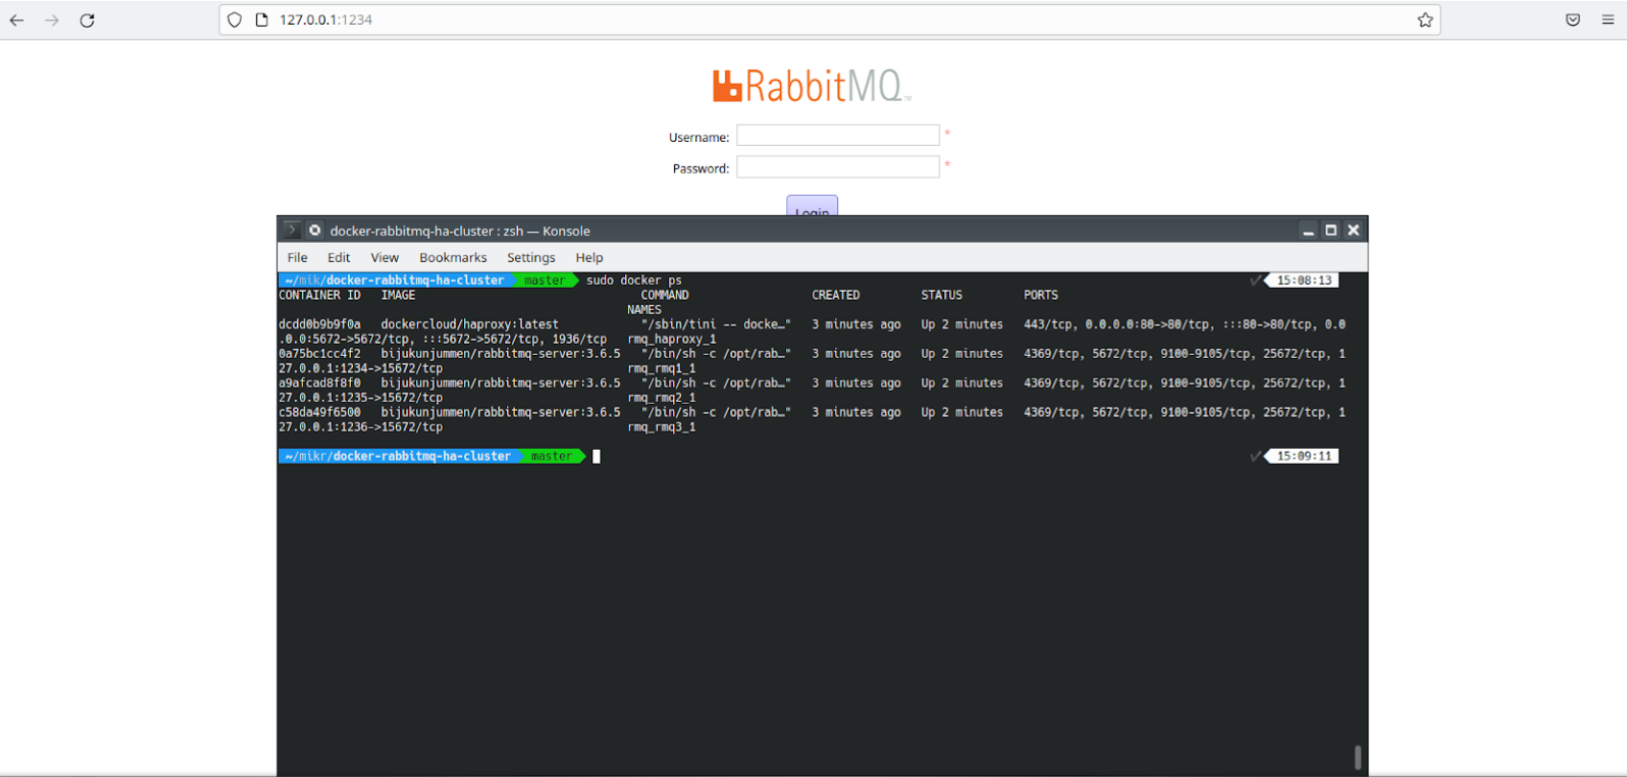 127.0.0.1:1234
RabbitMQ
Username: *
Password: *
Login
docker-rabbitmq-ha-cluster : zsh — Konsole
File Edit View Bookmarks Settings Help
~/mik/docker-rabbitmq-ha-cluster master sudo docker ps ✓ 15:08:13
CONTAINER ID IMAGE COMMAND CREATED STATUS PORTS
NAMES
dcdd0b9b9f0a dockercloud/haproxy:latest "/sbin/tini -- docke…" 3 minutes ago Up 2 minutes 443/tcp, 0.0.0.0:80->80/tcp, :::80->80/tcp, 0.0
.0.0:5672->5672/tcp, :::5672->5672/tcp, 1936/tcp rmq_haproxy_1
0a75bc1cc4f2 bijukunjummen/rabbitmq-server:3.6.5 "/bin/sh -c /opt/rab…" 3 minutes ago Up 2 minutes 4369/tcp, 5672/tcp, 9100-9105/tcp, 25672/tcp, 1
27.0.0.1:1234->15672/tcp rmq_rmq1_1
a9afcad8f8f0 bijukunjummen/rabbitmq-server:3.6.5 "/bin/sh -c /opt/rab…" 3 minutes ago Up 2 minutes 4369/tcp, 5672/tcp, 9100-9105/tcp, 25672/tcp, 1
27.0.0.1:1235->15672/tcp rmq_rmq2_1
c58da49f6500 bijukunjummen/rabbitmq-server:3.6.5 "/bin/sh -c /opt/rab…" 3 minutes ago Up 2 minutes 4369/tcp, 5672/tcp, 9100-9105/tcp, 25672/tcp, 1
27.0.0.1:1236->15672/tcp rmq_rmq3_1
~/mikr/docker-rabbitmq-ha-cluster master ✓ 15:09:11